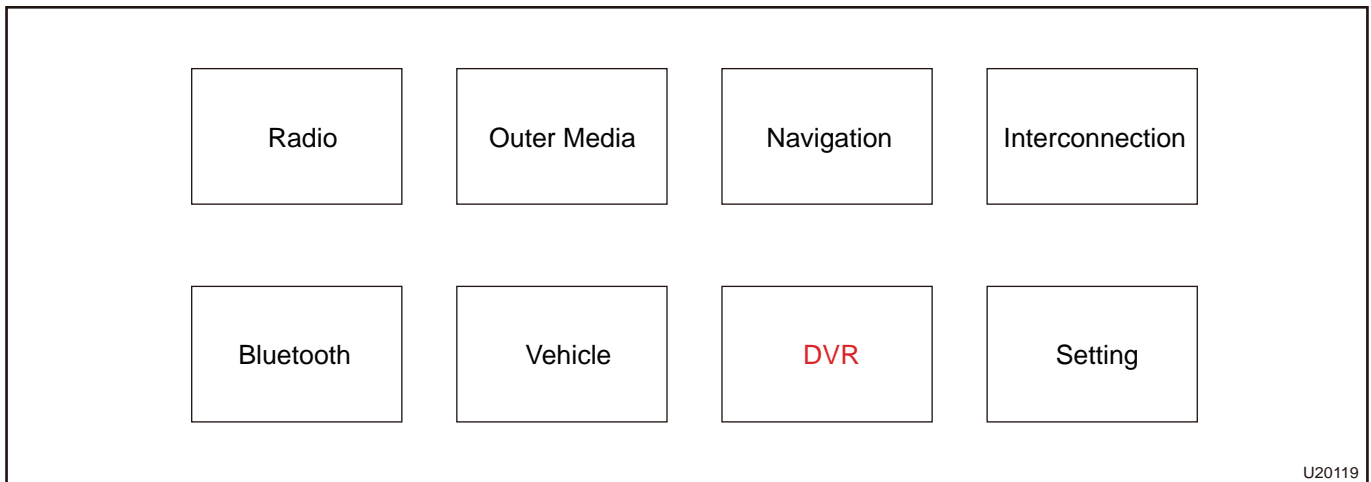 Radio
Outer Media
Navigation
Interconnection
Bluetooth
Vehicle
DVR
Setting
U20119